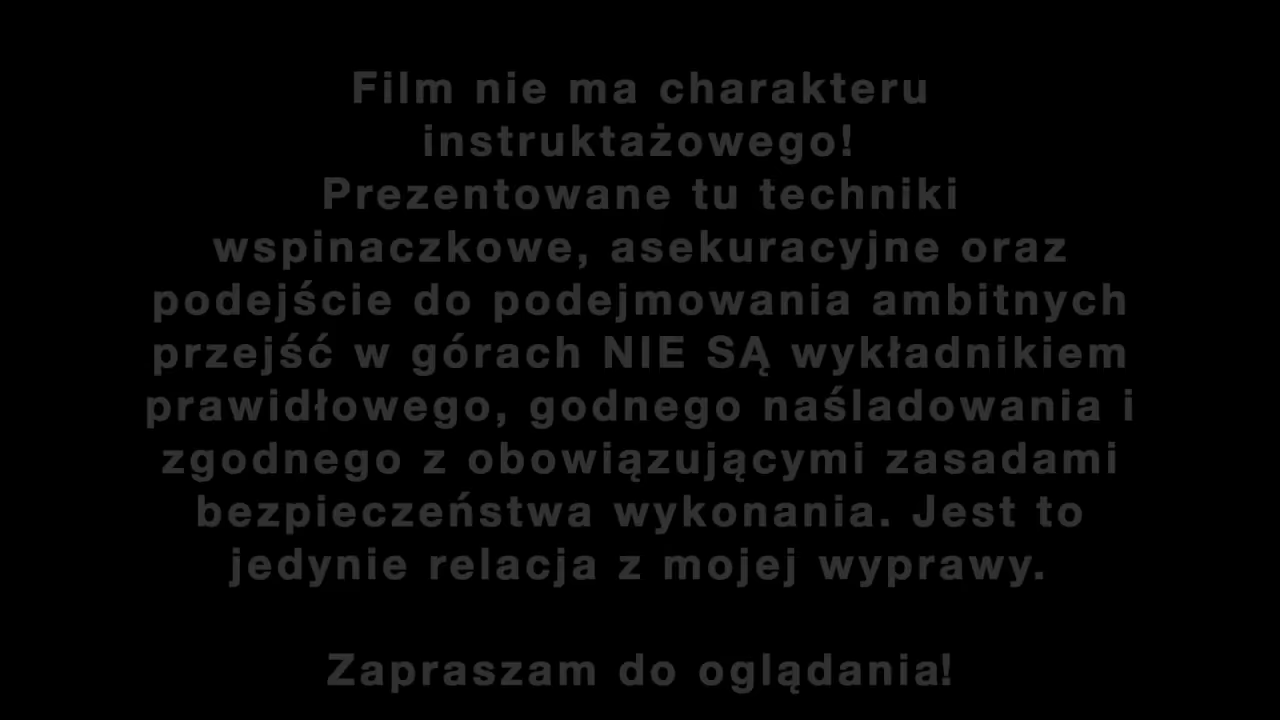 Film nie ma charakteru
instruktażowego!
Prezentowane tu techniki
wspinaczkowe, asekuracyjne oraz
podejście do podejmowania ambitnych
przejść w górach NIE SĄ wykładnikiem
prawidłowego, godnego naśladowania i
zgodnego z obowiązującymi zasadami
bezpieczeństwa wykonania. Jest to
jedynie relacja z mojej wyprawy.
Zapraszam do oglądania!